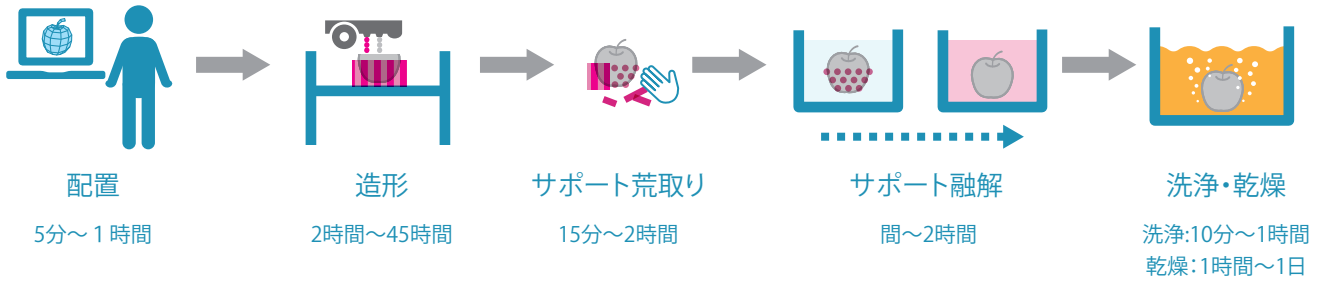 配置
5分～1時間
造形
2時間～45時間
サポート荒取り
15分～2時間
サポート融解
間～2時間
洗浄・乾燥
洗浄:10分～1時間
乾燥：1時間～1日